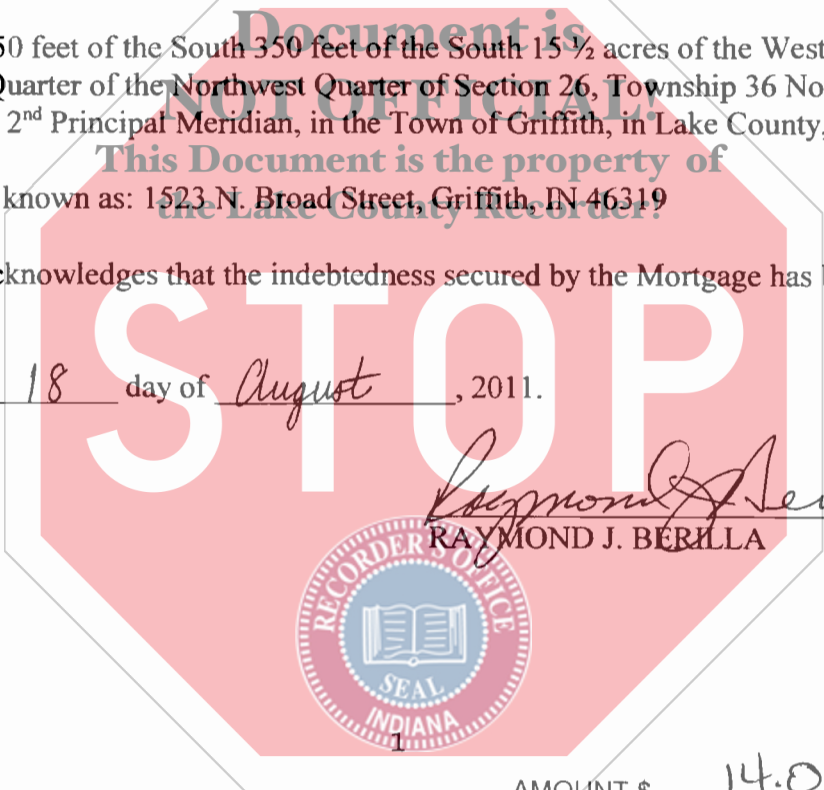 Document is
50 feet of the South 350 feet of the South 15 ½ acres of the West
Quarter of the Northwest Quarter of Section 26, Township 36 No
NOT OFFICIAL!
2nd Principal Meridian, in the Town of Griffith, in Lake County,
This Document is the property of
known as: 1523 N. Broad Street, Griffith, IN 46319
the Lake County Recorder!
cknowledges that the indebtedness secured by the Mortgage has
STOP
18 day of August, 2011.
Raymond J
RAYMOND J. BERILLA
RECORDER'S OFFICE
SEAL
INDIANA
1
AMOUNT $ 14.0